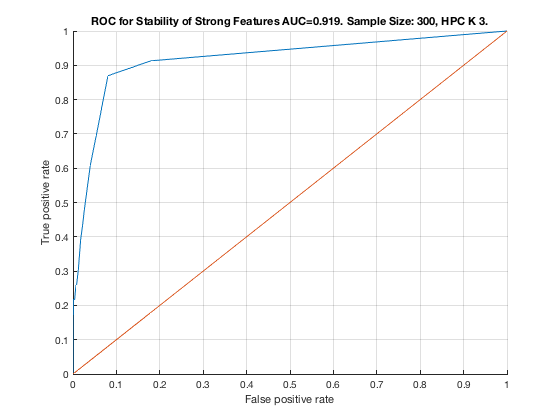 ROC for Stability of Strong Features AUC=0.919. Sample Size: 300, HPC K 3.
1
0.9
0.8
0.7
0.6
0.5
0.4
0.3
0.2
0.1
0
True positive rate
0 0.1 0.2 0.3 0.4 0.5 0.6 0.7 0.8 0.9 1
False positive rate